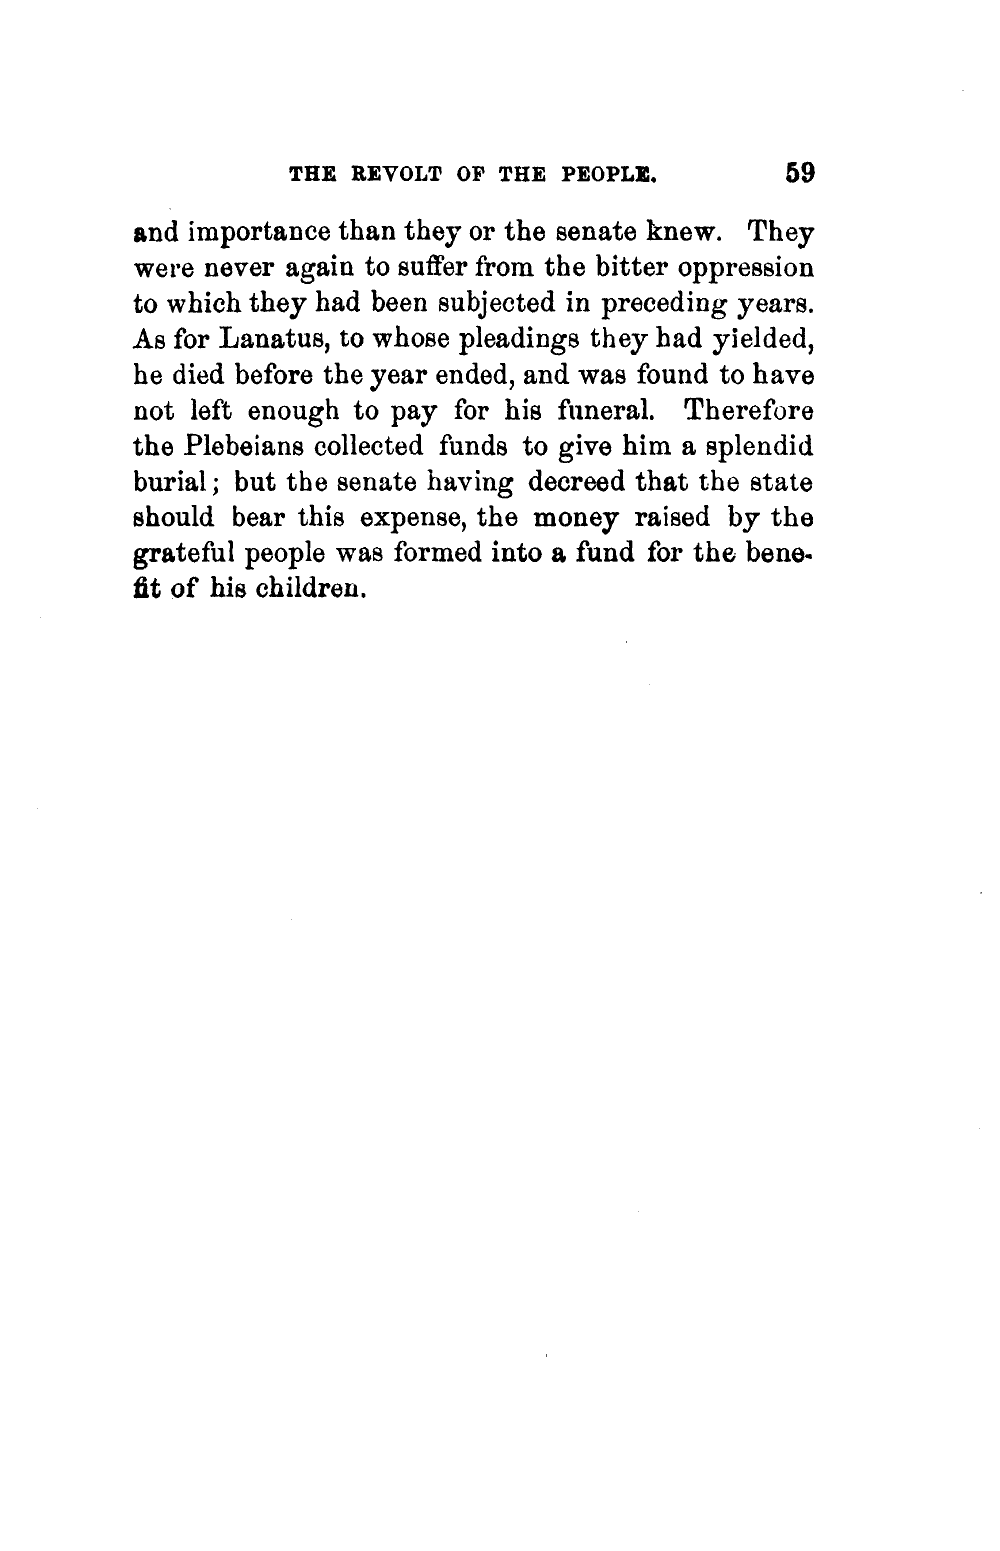 THE REVOLT OF THE PEOPLE. 59
and importance than they or the senate knew. They
were never again to suffer from the bitter oppression
to which they had been subjected in preceding years.
As for Lanatus, to whose pleadings they had yielded,
he died before the year ended, and was found to have
not left enough to pay for his funeral. Therefore
the Plebeians collected funds to give him a splendid
burial; but the senate having decreed that the state
should bear this expense, the money raised by the
grateful people was formed into a fund for the bene-
fit of his children.